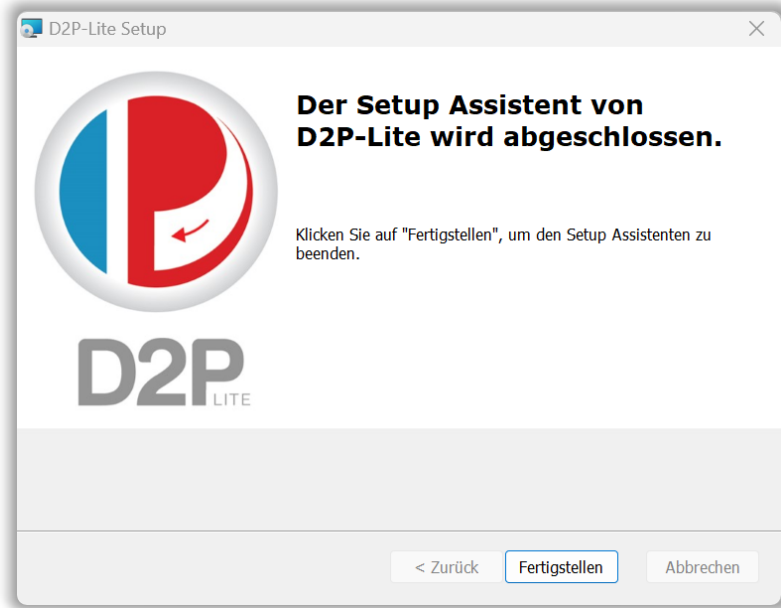 D2P-Lite Setup
Der Setup Assistent von
D2P-Lite wird abgeschlossen.
Klicken Sie auf "Fertigstellen", um den Setup Assistenten zu
beenden.
D2P
LITE
< Zurück Fertigstellen Abbrechen